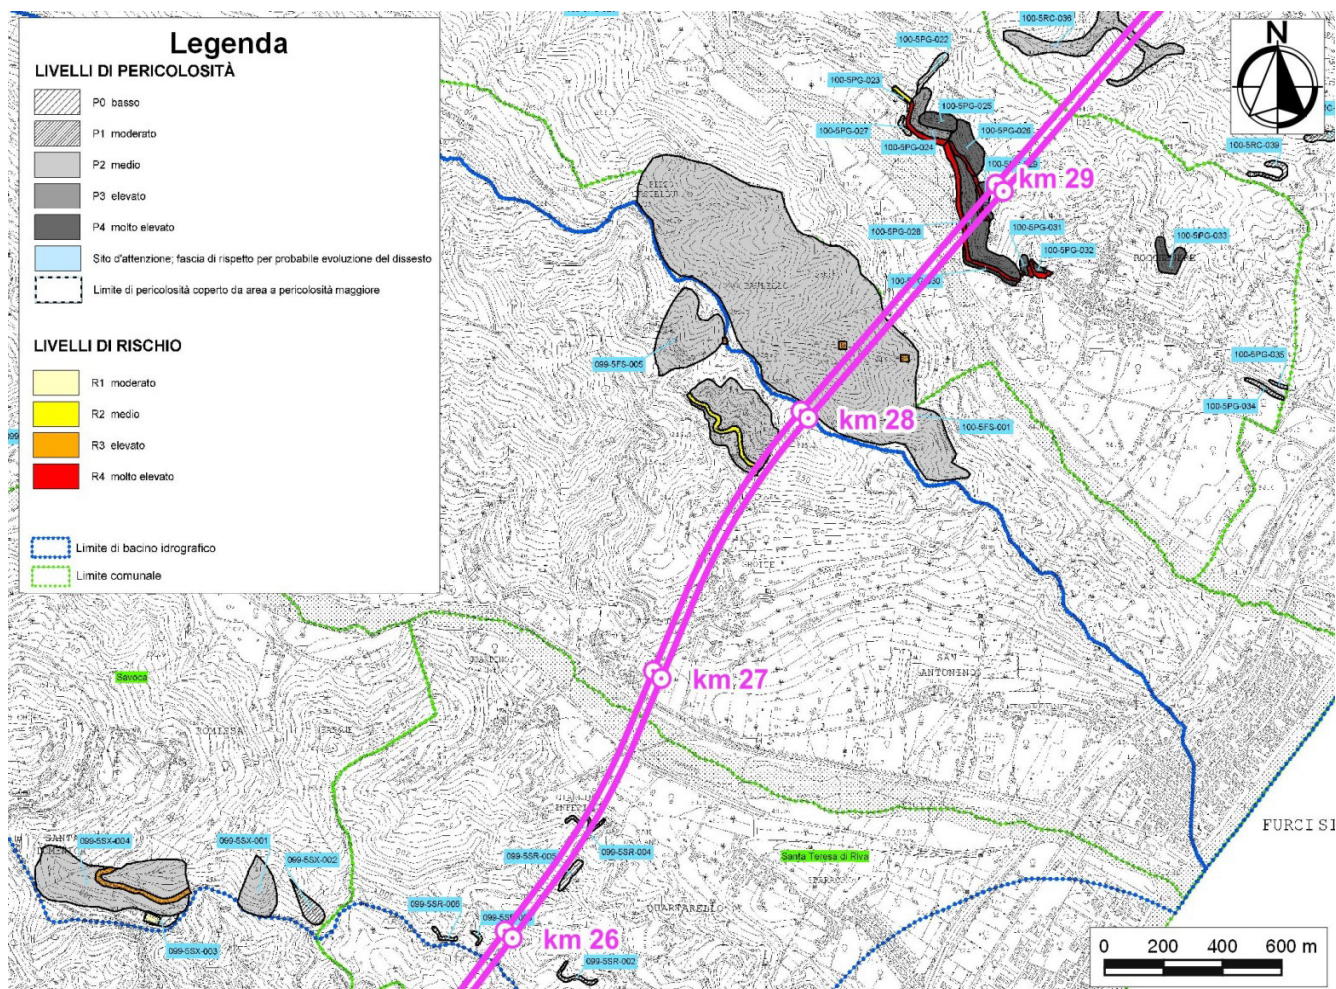 Legenda
LIVELLI DI PERICOLOSITÀ
P0 basso
P1 moderato
P2 medio
P3 elevato
P4 molto elevato
Sito d'attenzione; fascia di rispetto per probabile evoluzione del dissesto
Limite di pericolosità coperto da area a pericolosità maggiore
LIVELLI DI RISCHIO
R1 moderato
R2 medio
R3 elevato
R4 molto elevato
Limite di bacino idrografico
Limite comunale
N
100-5RC-036
100-5PG-022
100-5PG-023
100-5PG-025
100-5PG-027
100-5PG-024
100-5PG-026
100-5RC-039
km 29
100-5PG-028
100-5PG-031
100-5PG-032
100-5PG-033
099-5FS-005
100-5PG-035
100-5PG-034
km 28
100-5FS-001
SAN
ANTONINO
km 27
Savoca
FURCI SI
099-5SX-004
099-5SX-001
099-5SX-002
099-5SR-005
099-5SR-004
Santa Teresa di Riva
099-5SR-006
QUARTARELLO
km 26
099-5SX-003
099-5SR-002
0 200 400 600 m